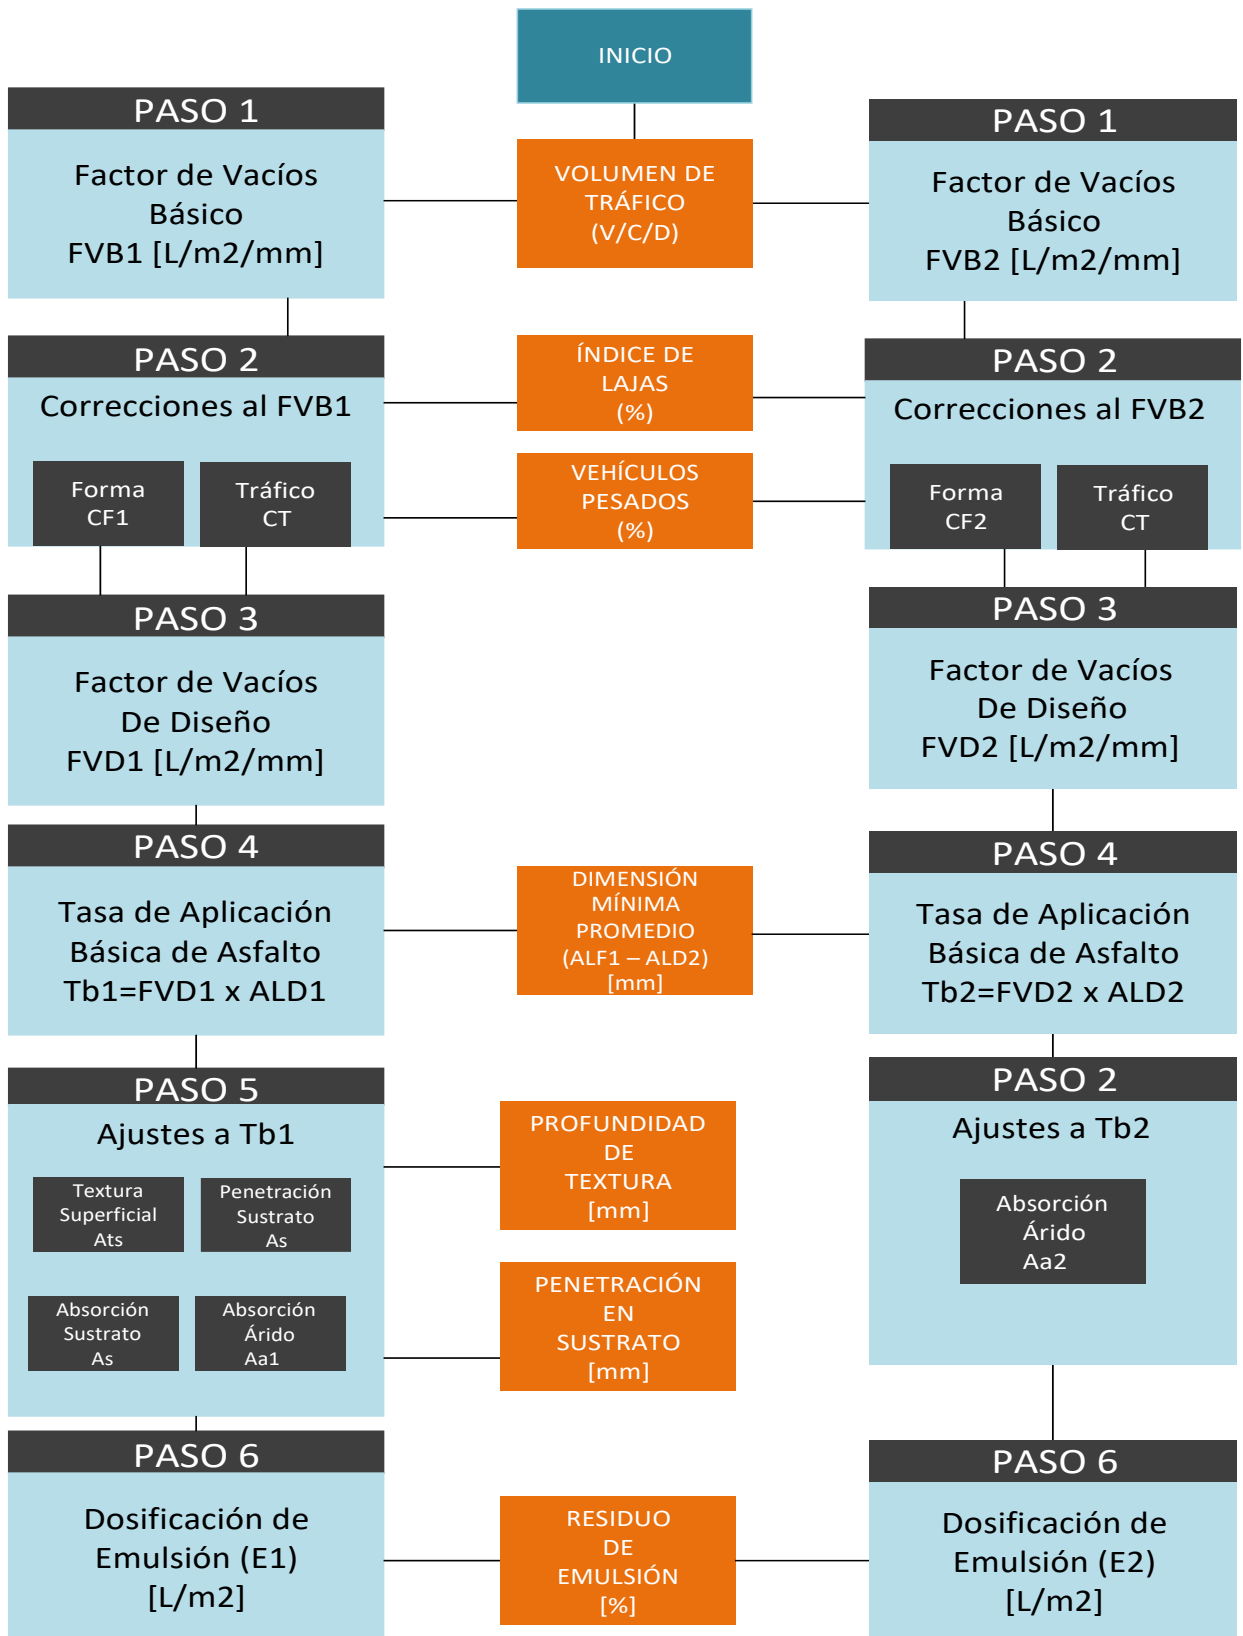 INICIO
PASO 1
Factor de Vacíos
Básico
FVB1 [L/m2/mm]
VOLUMEN DE
TRÁFICO
(V/C/D)
PASO 1
Factor de Vacíos
Básico
FVB2 [L/m2/mm]
PASO 2
Correcciones al FVB1
Forma
CF1
Tráfico
CT
ÍNDICE DE
LAJAS
(%)
VEHÍCULOS
PESADOS
(%)
PASO 2
Correcciones al FVB2
Forma
CF2
Tráfico
CT
PASO 3
Factor de Vacíos
De Diseño
FVD1 [L/m2/mm]
PASO 3
Factor de Vacíos
De Diseño
FVD2 [L/m2/mm]
PASO 4
Tasa de Aplicación
Básica de Asfalto
Tb1=FVD1 x ALD1
DIMENSIÓN
MÍNIMA
PROMEDIO
(ALF1 – ALD2)
[mm]
PASO 4
Tasa de Aplicación
Básica de Asfalto
Tb2=FVD2 x ALD2
PASO 5
Ajustes a Tb1
Textura
Superficial
Ats
Penetración
Sustrato
As
Absorción
Sustrato
As
Absorción
Árido
Aa1
PROFUNDIDAD
DE
TEXTURA
[mm]
PENETRACIÓN
EN
SUSTRATO
[mm]
PASO 2
Ajustes a Tb2
Absorción
Árido
Aa2
PASO 6
Dosificación de
Emulsión (E1)
[L/m2]
RESIDUO
DE
EMULSIÓN
[%]
PASO 6
Dosificación de
Emulsión (E2)
[L/m2]